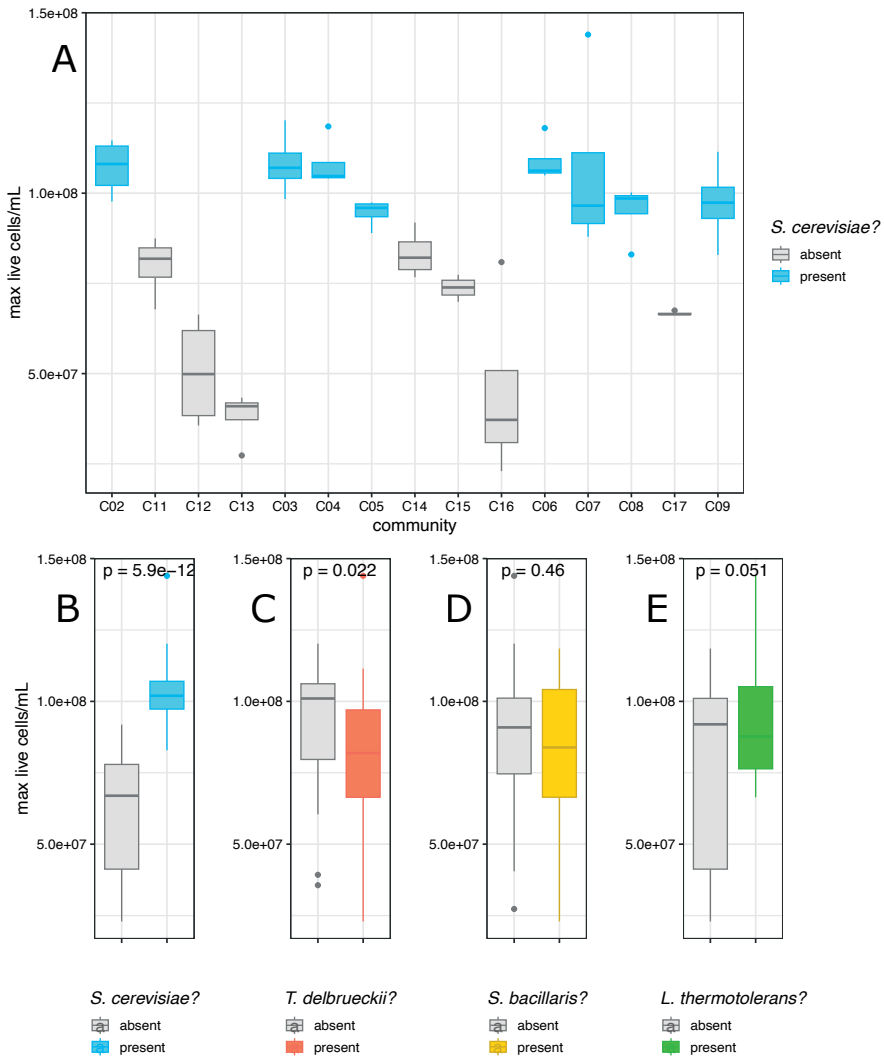 A
1.5e+08
1.0e+08
5.0e+07
max live cells/mL
C02 C11 C12 C13 C03 C04 C05 C14 C15 C16 C06 C07 C08 C17 C09
community
S. cerevisiae?
absent
present
B
p = 5.9e−12
1.5e+08
1.0e+08
5.0e+07
max live cells/mL
C
p = 0.022
1.5e+08
1.0e+08
5.0e+07
D
p = 0.46
1.5e+08
1.0e+08
5.0e+07
E
p = 0.051
1.5e+08
1.0e+08
5.0e+07
S. cerevisiae?
a absent
a present
T. delbrueckii?
a absent
a present
S. bacillaris?
a absent
a present
L. thermotolerans?
a absent
a present